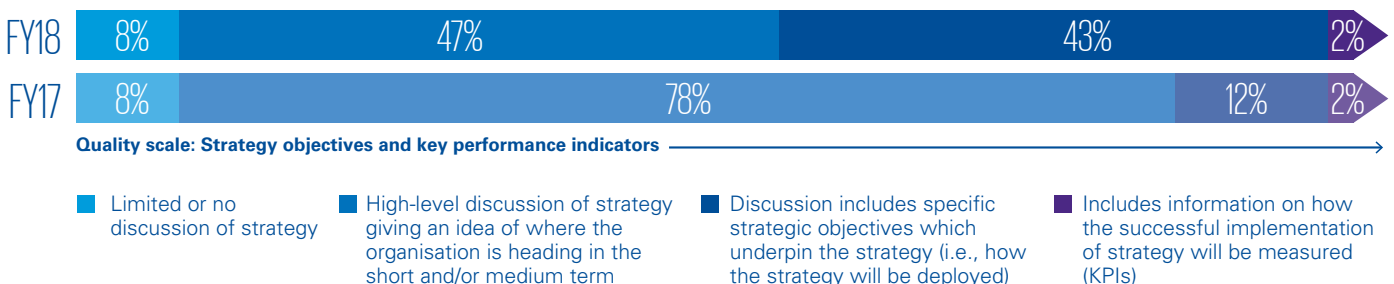 FY18 8% 47% 43% 2%
FY17 8% 78% 12% 2%
Quality scale: Strategy objectives and key performance indicators
Limited or no
discussion of strategy
High-level discussion of strategy
giving an idea of where the
organisation is heading in the
short and/or medium term
Discussion includes specific
strategic objectives which
underpin the strategy (i.e., how
the strategy will be deployed)
Includes information on how
the successful implementation
of strategy will be measured
(KPIs)